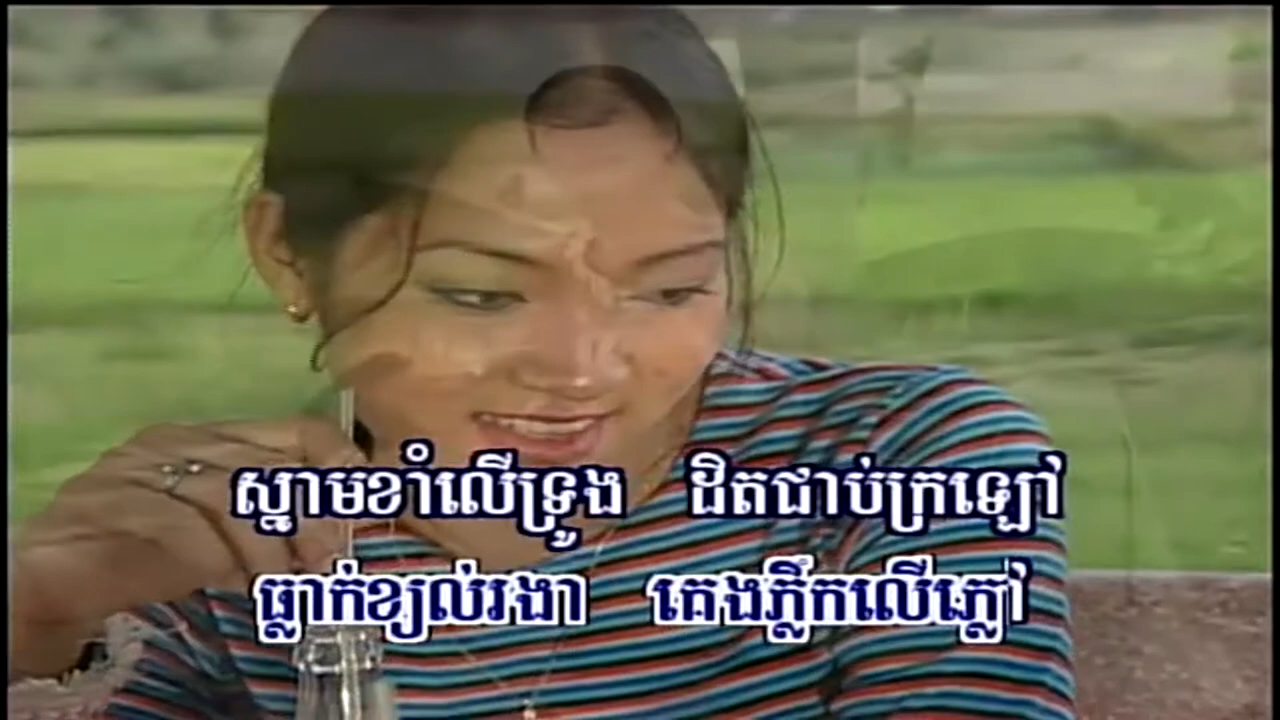 ស្នាមខាំលើទ្រូង ដិតជាប់ក្រឡៅ
ធ្លាក់ខ្យល់រងា គេងភ្លឹកលើភ្លៅ